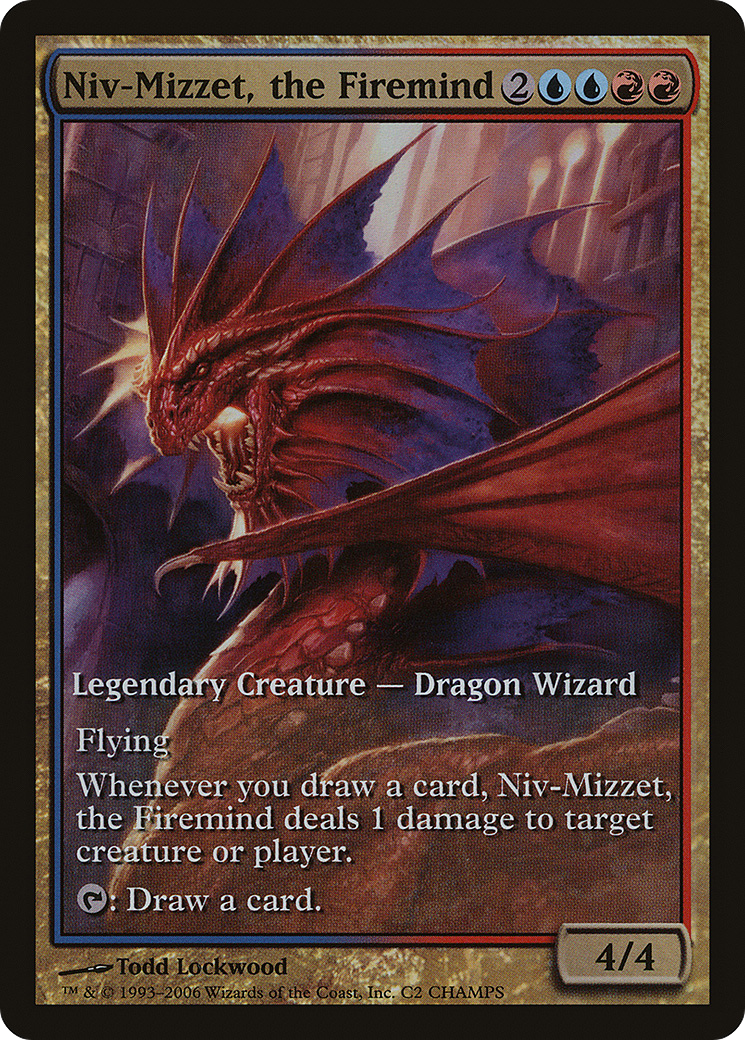 Niv-Mizzet, the Firemind 2
Legendary Creature — Dragon Wizard
Flying
Whenever you draw a card, Niv-Mizzet,
the Firemind deals 1 damage to target
creature or player.
: Draw a card.
4/4
Todd Lockwood
™ & © 1993–2006 Wizards of the Coast, Inc. C2 CHAMPS